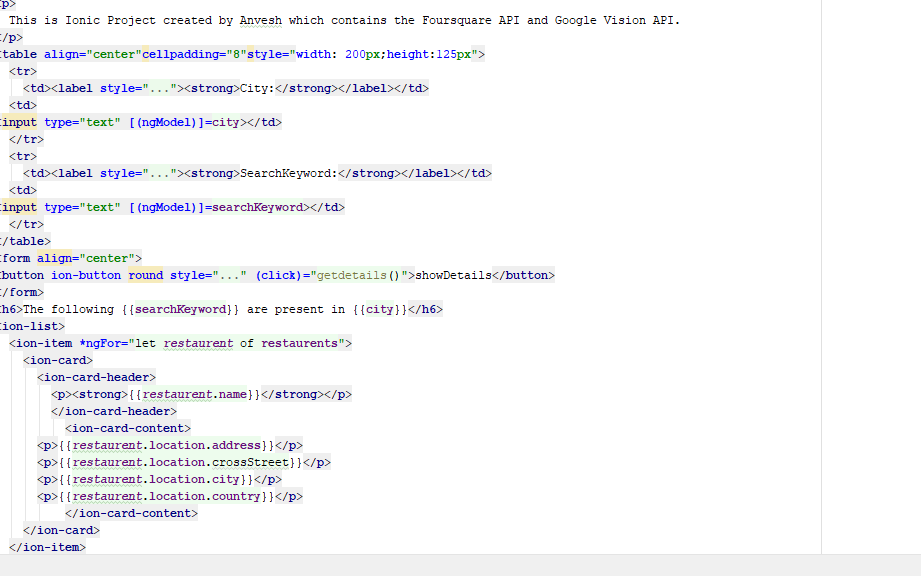 p>
This is Ionic Project created by Anvesh which contains the Foursquare API and Google Vision API.
/p>
table align="center"cellpadding="8"style="width: 200px;height:125px">
<tr>
<td><label style="..."><strong>City:</strong></label></td>
<td>
input type="text" [(ngModel)]=city></td>
</tr>
<tr>
<td><label style="..."><strong>SearchKeyword:</strong></label></td>
<td>
input type="text" [(ngModel)]=searchKeyword></td>
</tr>
/table>
form align="center">
button ion-button round style="..." (click)="getdetails()">showDetails</button>
/form>
h6>The following {{searchKeyword}} are present in {{city}}</h6>
ion-list>
<ion-item *ngFor="let restaurent of restaurents">
<ion-card>
<ion-card-header>
<p><strong>{{restaurent.name}}</strong></p>
</ion-card-header>
<ion-card-content>
<p>{{restaurent.location.address}}</p>
<p>{{restaurent.location.crossStreet}}</p>
<p>{{restaurent.location.city}}</p>
<p>{{restaurent.location.country}}</p>
</ion-card-content>
</ion-card>
</ion-item>